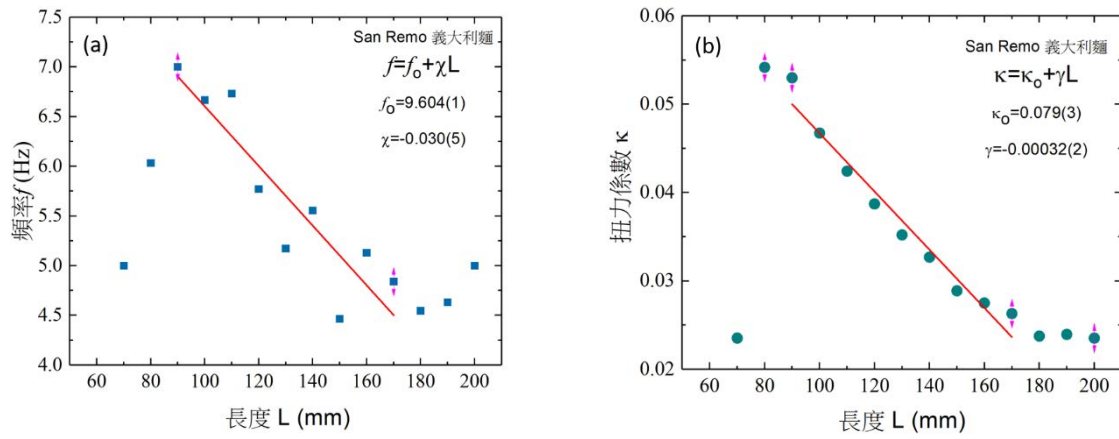 (a)
San Remo 義大利麵
f=fo+χL
fo=9.604(1)
χ=-0.030(5)
7.0
6.5
6.0
5.5
5.0
4.5
4.0
頻率f (Hz)
60 80 100 120 140 160 180 200
長度 L (mm)
(b)
San Remo 義大利麵
κ=κo+γL
κo=0.079(3)
γ=-0.00032(2)
0.06
0.05
0.04
0.03
0.02
扭力係數 κ
60 80 100 120 140 160 180 200
長度 L (mm)